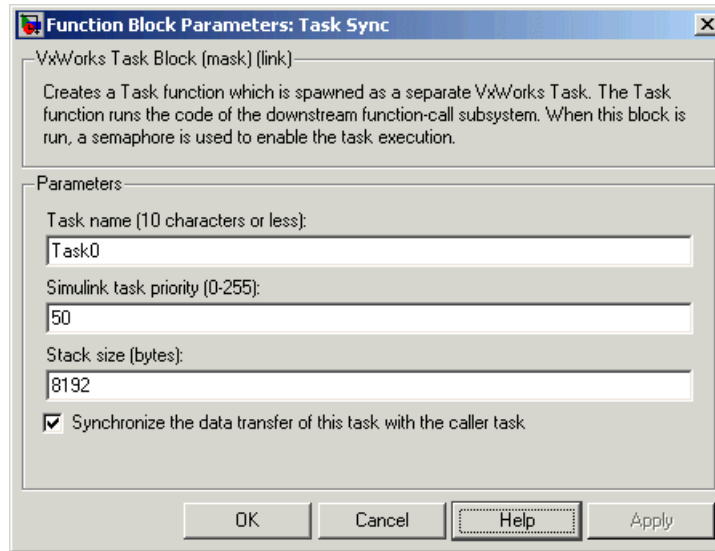 Function Block Parameters: Task Sync
VxWorks Task Block (mask) (link)
Creates a Task function which is spawned as a separate VxWorks Task. The Task
function runs the code of the downstream function-call subsystem. When this block is
run, a semaphore is used to enable the task execution.
Parameters
Task name (10 characters or less):
Task0
Simulink task priority (0-255):
50
Stack size (bytes):
8192
Synchronize the data transfer of this task with the caller task
OK Cancel Help Apply